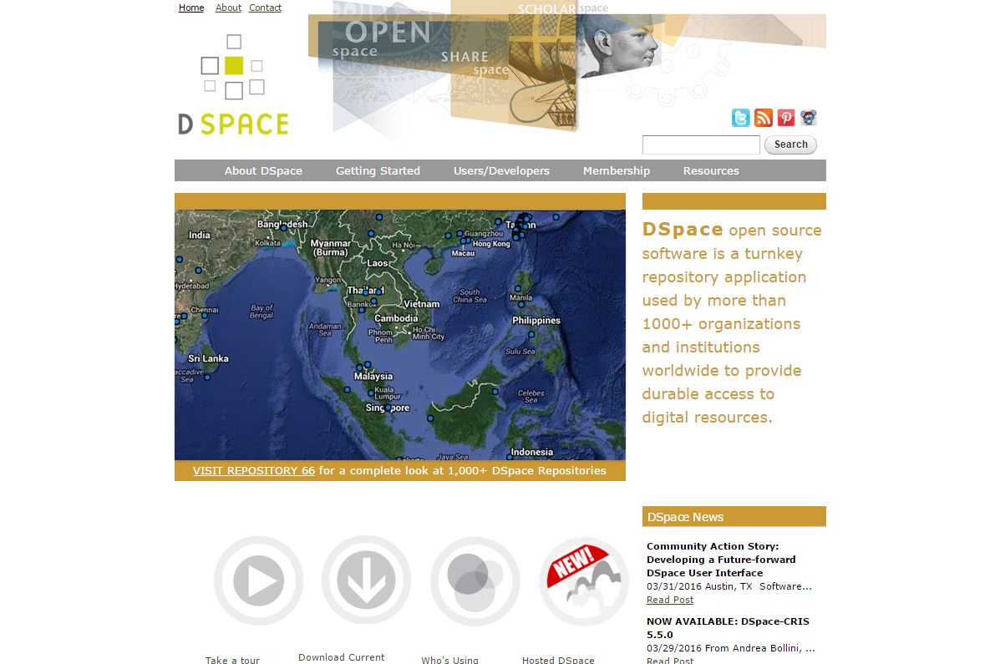 Home About Contact
OPEN
space
SHARE
space
SCHOLAR space
D SPACE
Search
About DSpace Getting Started Users/Developers Membership Resources
India
Bangladesh
Kolkata
Myanmar
(Burma)
Ha Noi
Guangzhou
Hong Kong
Macau
Laos
Hyderabad
Yangon
Thailand
Bangkok
Vietnam
South
China Sea
Manila
Chennai
Bay of
Bengal
Andaman
Sea
Cambodia
Phnom
Penh
Ho Chi
Minh City
Philippines
Sulu Sea
Sri Lanka
accadive
Sea
Malaysia
Kuala
Lumpur
Celebes
Sea
Singapore
Java Sea
Indonesia
VISIT REPOSITORY 66 for a complete look at 1,000+ DSpace Repositories
DSpace open source
software is a turnkey
repository application
used by more than
1000+ organizations
and institutions
worldwide to provide
durable access to
digital resources.
NEW!
Take a tour
Download Current
Who's Using
Hosted DSpace
DSpace News
Community Action Story:
Developing a Future-forward
DSpace User Interface
03/31/2016 Austin, TX  Software...
Read Post
NOW AVAILABLE: DSpace-CRIS
5.5.0
03/29/2016 From Andrea Bollini, ...
Read Post